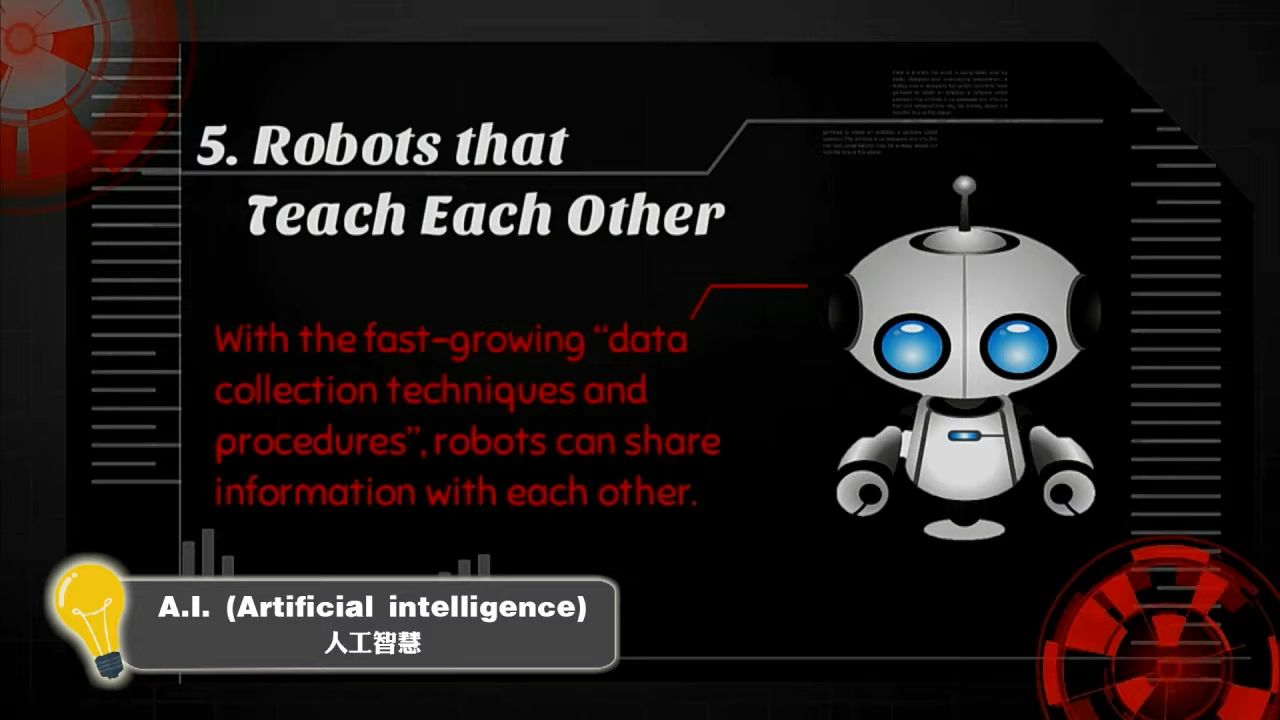 5. Robots that
Teach Each Other
With the fast-growing “data
collection techniques and
procedures”, robots can share
information with each other.
A.I. (Artificial intelligence)
人工智慧